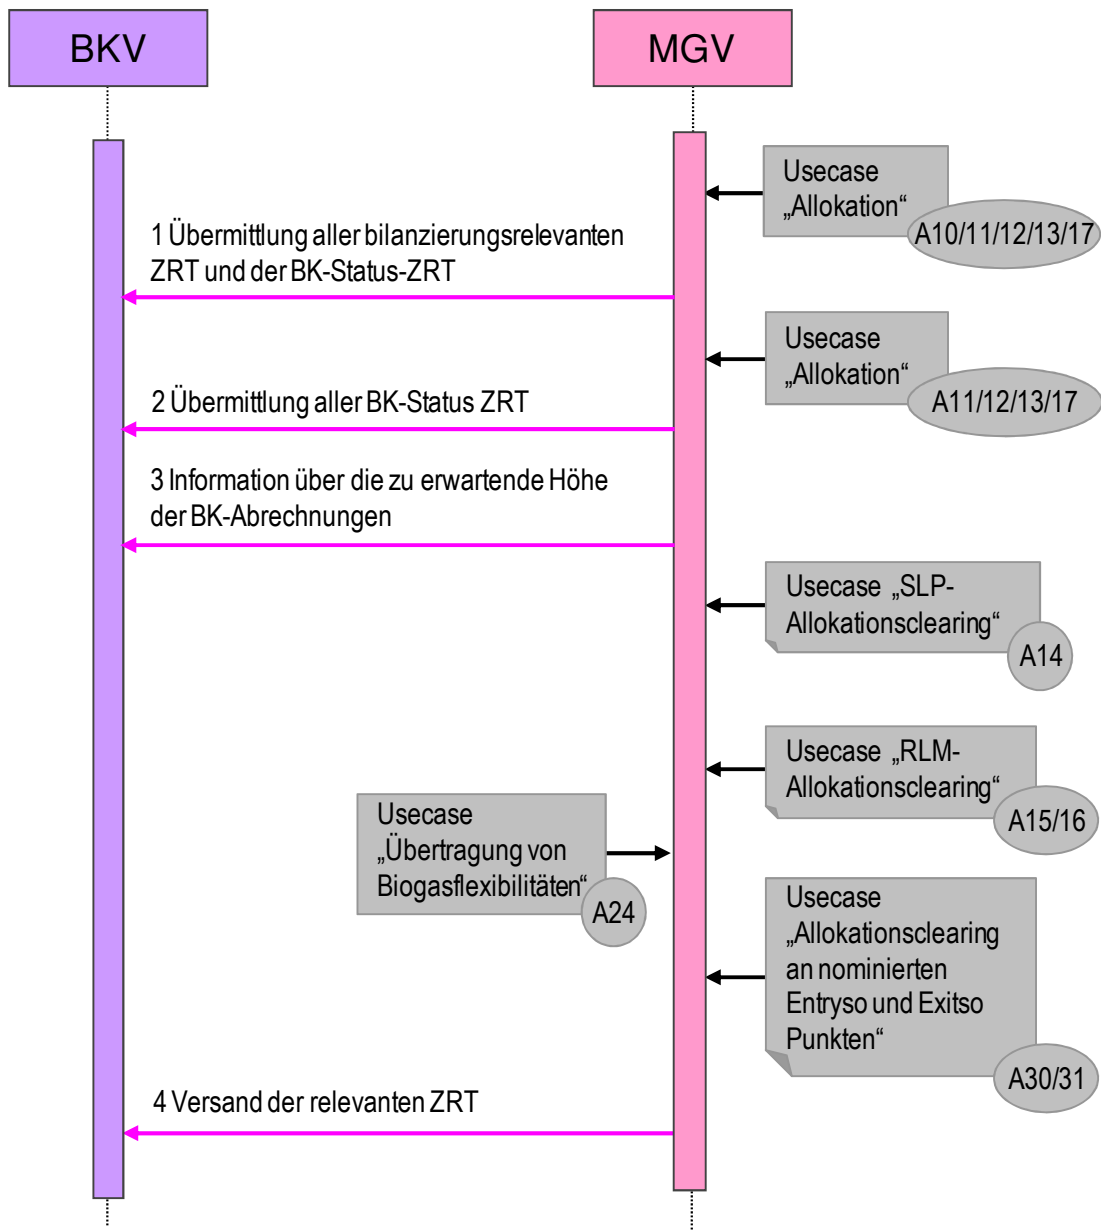 BKV
MGV
Usecase
„Allokation“
A10/11/12/13/17
1 Übermittlung aller bilanzierungsrelevanten
ZRT und der BK-Status-ZRT
Usecase
„Allokation“
A11/12/13/17
2 Übermittlung aller BK-Status ZRT
3 Information über die zu erwartende Höhe
der BK-Abrechnungen
Usecase „SLP-
Allokationsclearing“
A14
Usecase „RLM-
Allokationsclearing“
A15/16
Usecase
„Übertragung von
Biogasflexibilitäten“
A24
Usecase
„Allokationsclearing
an nominierten
Entryso und Exitso
Punkten“
A30/31
4 Versand der relevanten ZRT